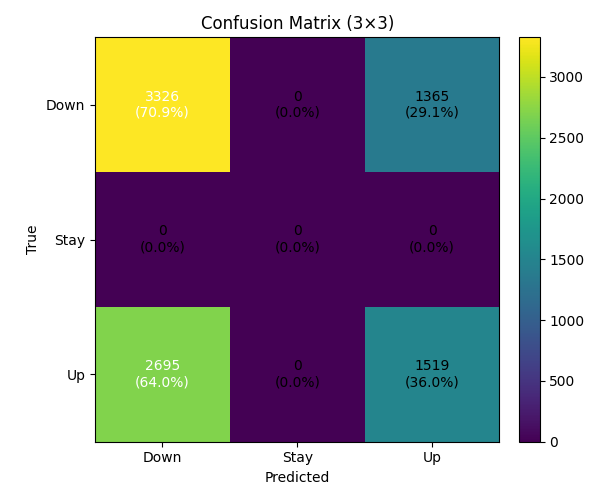 Confusion Matrix (3×3)
Down
3326
(70.9%)
0
(0.0%)
1365
(29.1%)
Stay
0
(0.0%)
0
(0.0%)
0
(0.0%)
Up
2695
(64.0%)
0
(0.0%)
1519
(36.0%)
Down
Stay
Up
Predicted
True
3000
2500
2000
1500
1000
500
0